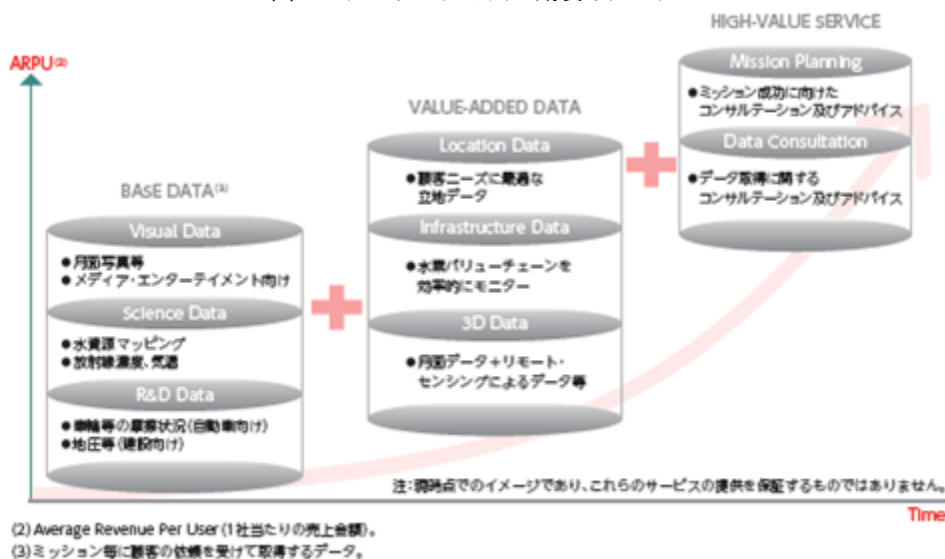 HIGH-VALUE SERVICE
ARPU(2)
Mission Planning
●ミッション成功に向けた
コンサルテーション及びアドバイス
VALUE-ADDED DATA
Data Consultation
Location Data
●顧客ニーズに最適な
立地データ
●データ取得に関する
コンサルテーション及びアドバイス
BASE DATA(3)
Visual Data
Infrastructure Data
●月面写真等
●メディア・エンターテイメント向け
●水素バリューチェーンを
効率的にモニター
Science Data
3D Data
●水資源マッピング
●放射線濃度、気温
●月面データ+リモート・
センシングによるデータ等
R&D Data
●車輪等の摩擦状況(自動車向け)
●地圧等(建設向け)
注:現時点でのイメージであり、これらのサービスの提供を保証するものではありません。
Time
(2) Average Revenue Per User(1社当たりの売上金額)。
(3)ミッション毎に顧客の依頼を受けて取得するデータ。